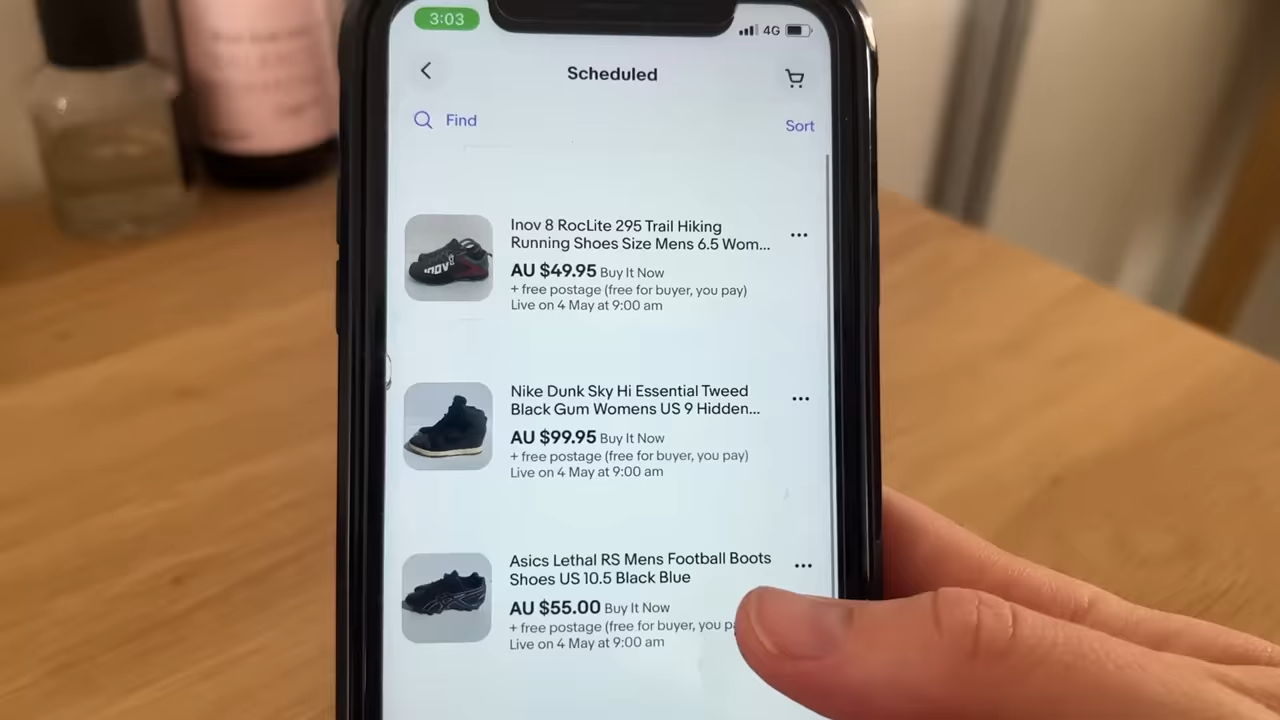 3:03
4G
Scheduled
Find
Sort
Inov 8 RocLite 295 Trail Hiking
Running Shoes Size Mens 6.5 Wom...
AU $49.95 Buy It Now
+ free postage (free for buyer, you pay)
Live on 4 May at 9:00 am
inov8
Nike Dunk Sky Hi Essential Tweed
Black Gum Womens US 9 Hidden...
AU $99.95 Buy It Now
+ free postage (free for buyer, you pay)
Live on 4 May at 9:00 am
Asics Lethal RS Mens Football Boots
Shoes US 10.5 Black Blue
AU $55.00 Buy It Now
+ free postage (free for buyer, you p
Live on 4 May at 9:00 am